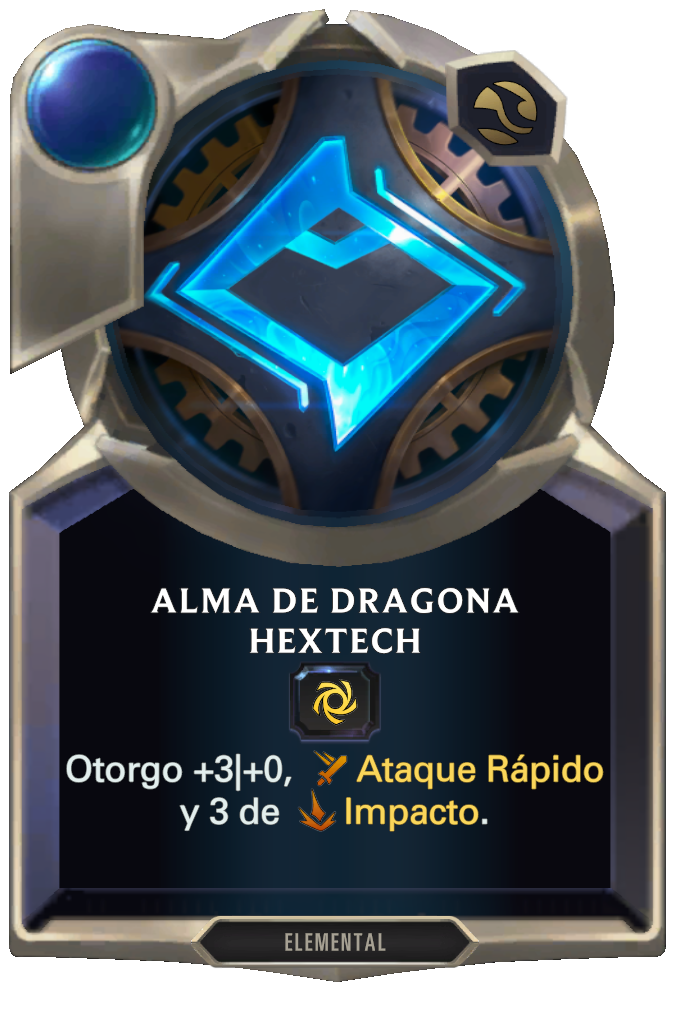 ALMA DE DRAGONA
HEXTECH
Otorgo +3|+0, Ataque Rápido
y 3 de Impacto.
ELEMENTAL